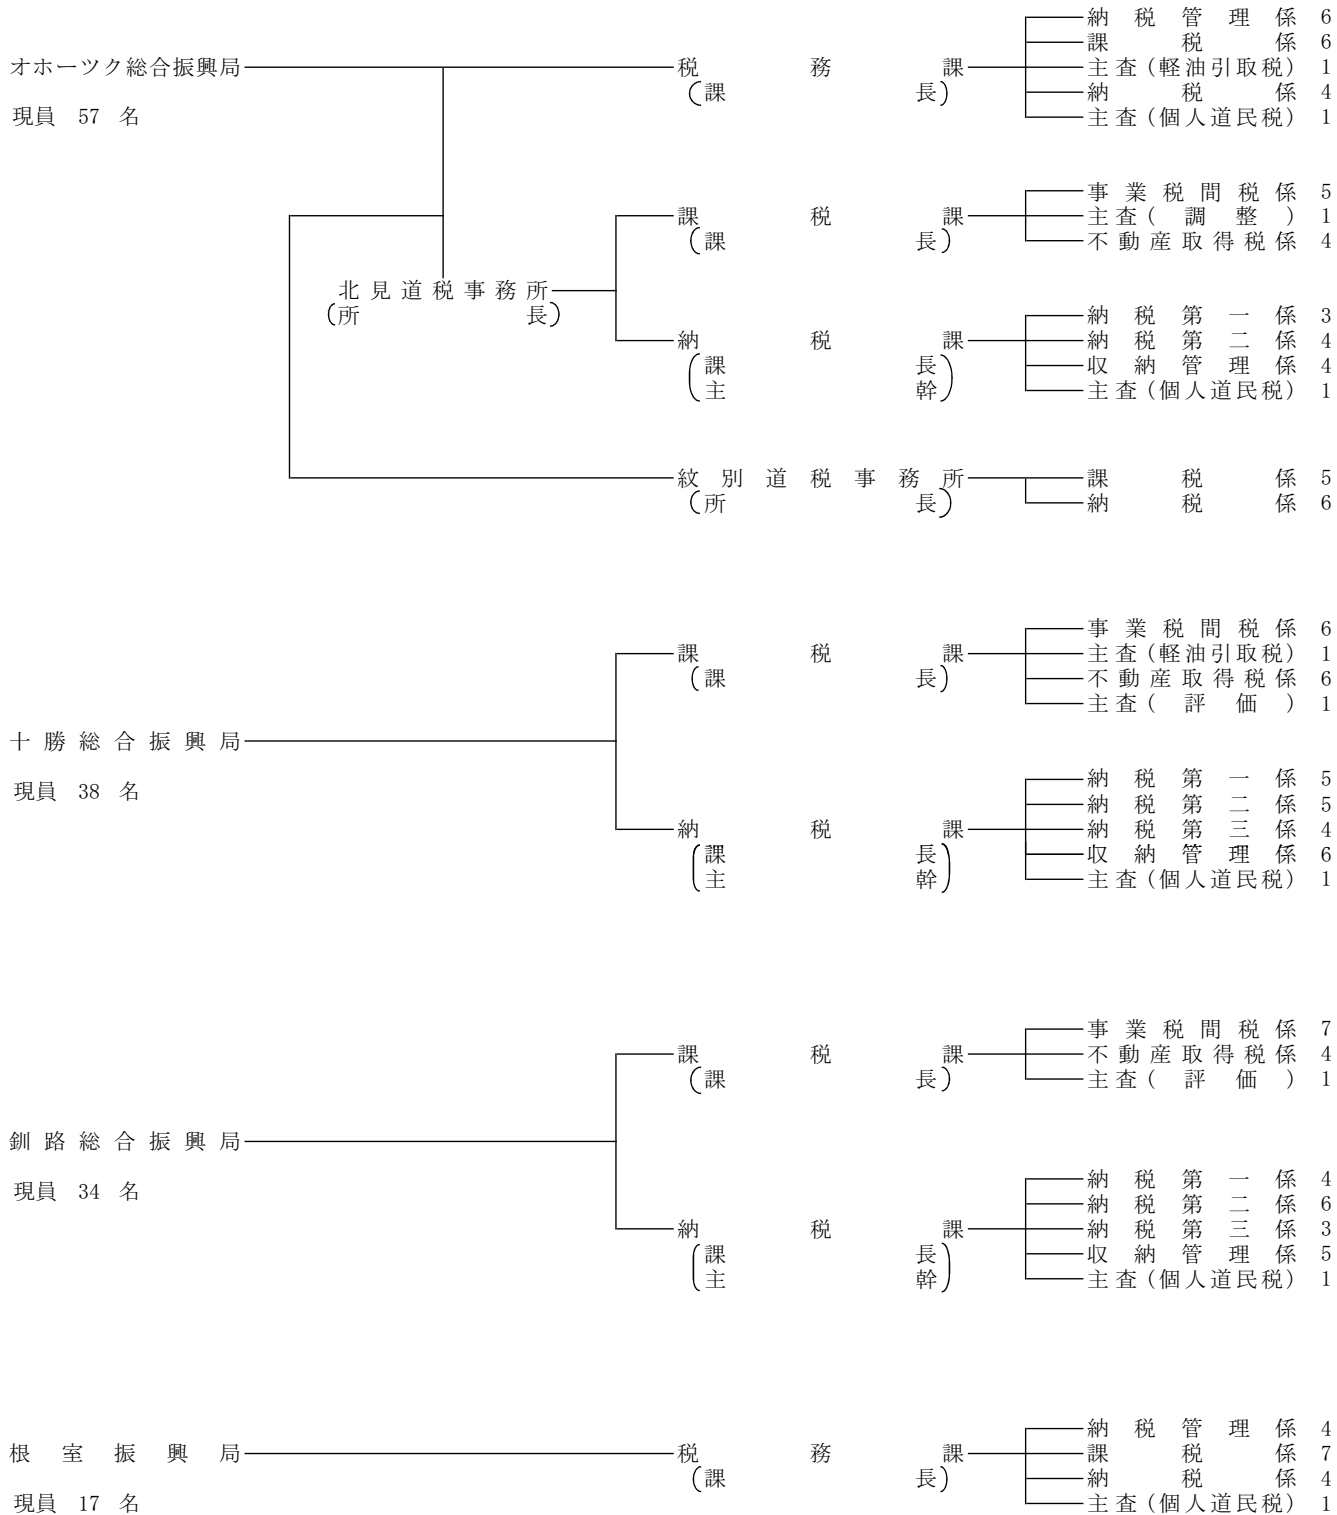 納税管理係 6
課税係 6
オホーツク総合振興局 税務課 主査(軽油引取税) 1
(課長) 納税係 4
現員 57 名 主査(個人道民税) 1
事業税間税係 5
課税課 主査(調整) 1
(課長) 不動産取得税係 4
北見道税事務所
(所長) 納税第一係 3
納税課 納税第二係 4
(課長 収納管理係 4
主幹) 主査(個人道民税) 1
紋別道税事務所 課税係 5
(所長) 納税係 6
事業税間税係 6
課税課 主査(軽油引取税) 1
(課長) 不動産取得税係 6
主査(評価) 1
十勝総合振興局
現員 38 名 納税第一係 5
納税第二係 5
納税課 納税第三係 4
(課長 収納管理係 6
主幹) 主査(個人道民税) 1
事業税間税係 7
課税課 不動産取得税係 4
(課長) 主査(評価) 1
釧路総合振興局
現員 34 名 納税第一係 4
納税第二係 6
納税課 納税第三係 3
(課長 収納管理係 5
主幹) 主査(個人道民税) 1
納税管理係 4
根室振興局 税務課 課税係 7
(課長) 納税係 4
現員 17 名 主査(個人道民税) 1